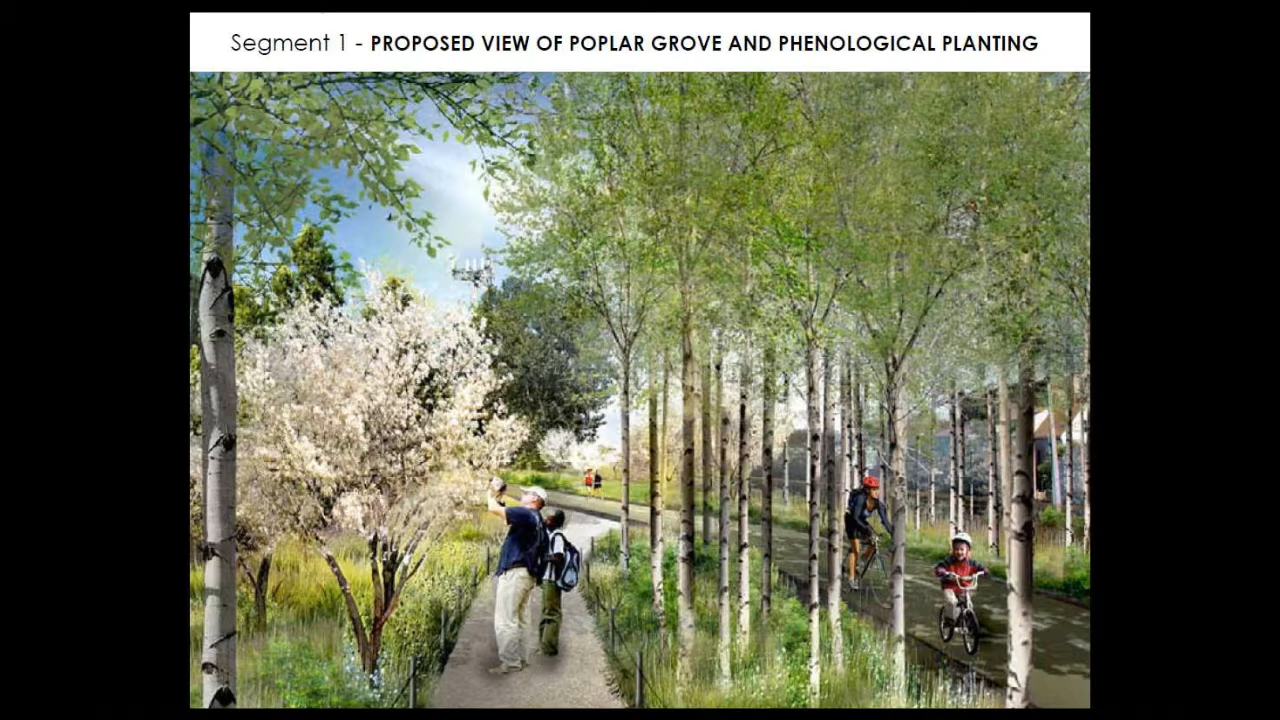 Segment 1 - PROPOSED VIEW OF POPLAR GROVE AND PHENOLOGICAL PLANTING